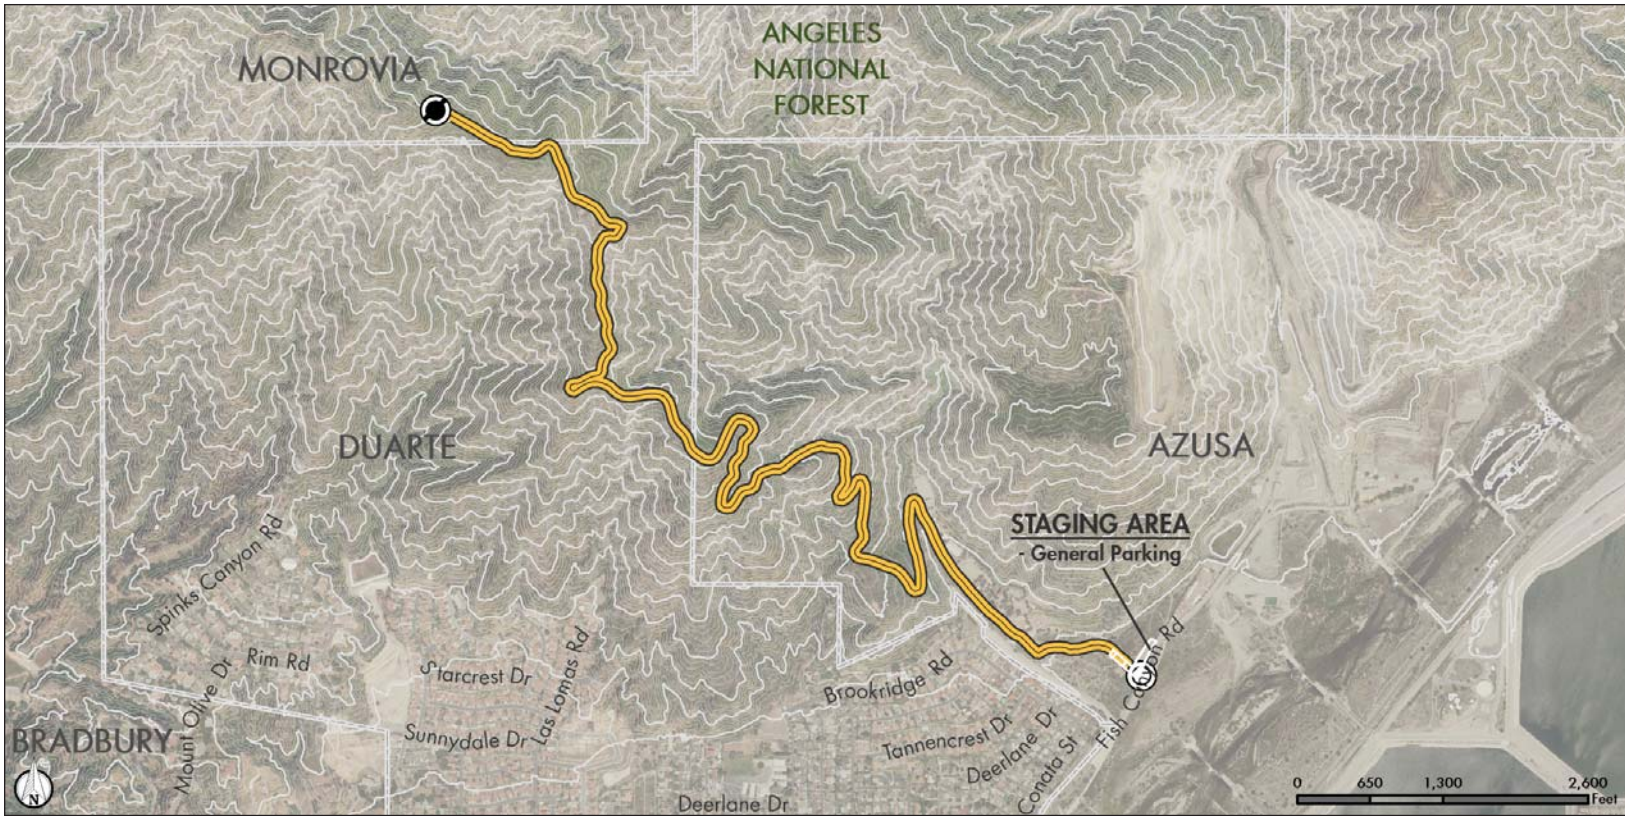 ANGELES
NATIONAL
FOREST
MONROVIA
DUARTE
AZUSA
STAGING AREA
- General Parking
Spinks Canyon Rd
Rim Rd
Mount Olive Dr
Starcrest Dr
Las Lomas Rd
Sunnydale Dr
Brookridge Rd
Tannencrest Dr
Deerlane Dr
Conata St
Fish Canyon Rd
BRADBURY
Deerlane Dr
N
0 650 1,300 2,600
Feet